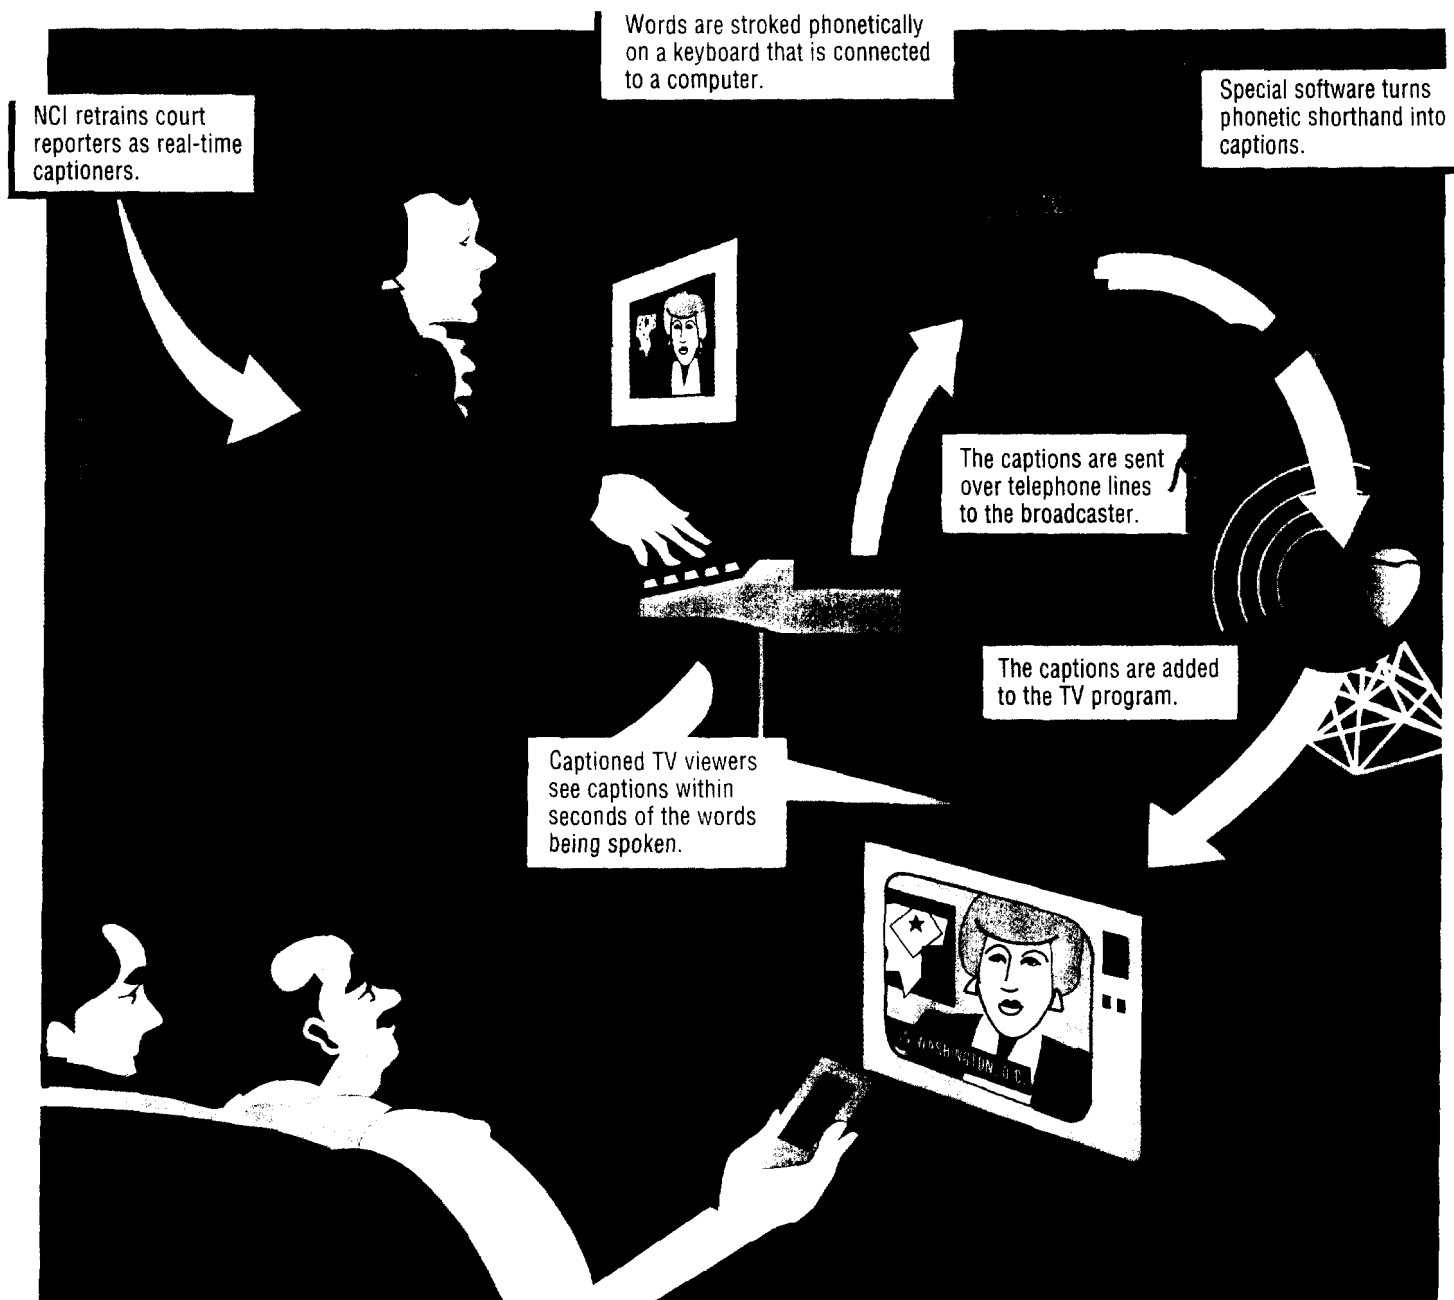 Words are stroked phonetically
on a keyboard that is connected
to a computer.
NCI retrains court
reporters as real-time
captioners.
Special software turns
phonetic shorthand into
captions.
The captions are sent
over telephone lines
to the broadcaster.
The captions are added
to the TV program.
Captioned TV viewers
see captions within
seconds of the words
being spoken.
WASHINGTON, D.C.